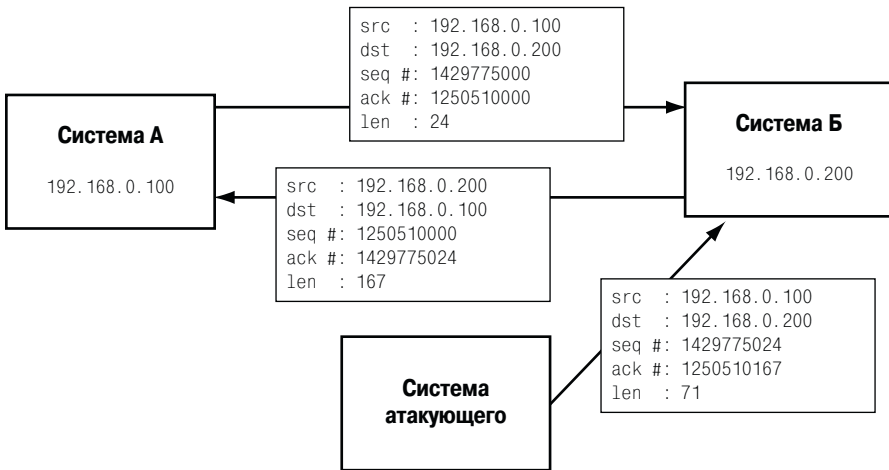 src : 192.168.0.100
dst : 192.168.0.200
seq #: 1429775000
ack #: 1250510000
len : 24
Система А
192.168.0.100
Система Б
192.168.0.200
src : 192.168.0.200
dst : 192.168.0.100
seq #: 1250510000
ack #: 1429775024
len : 167
src : 192.168.0.100
dst : 192.168.0.200
seq #: 1429775024
ack #: 1250510167
len : 71
Система
атакующего